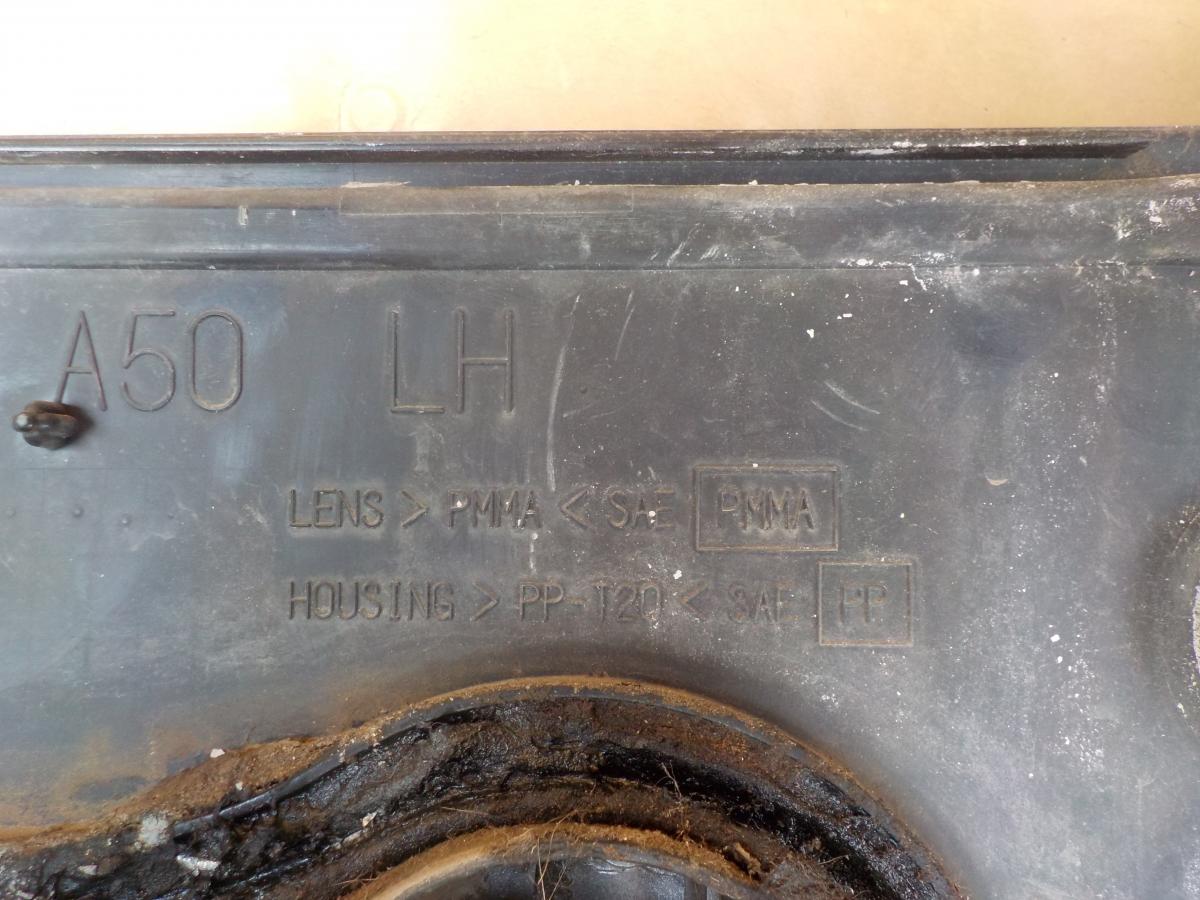 A50 LH
LENS > PMMA < SAE PMMA
HOUSING > PP-T20 < SAE PP